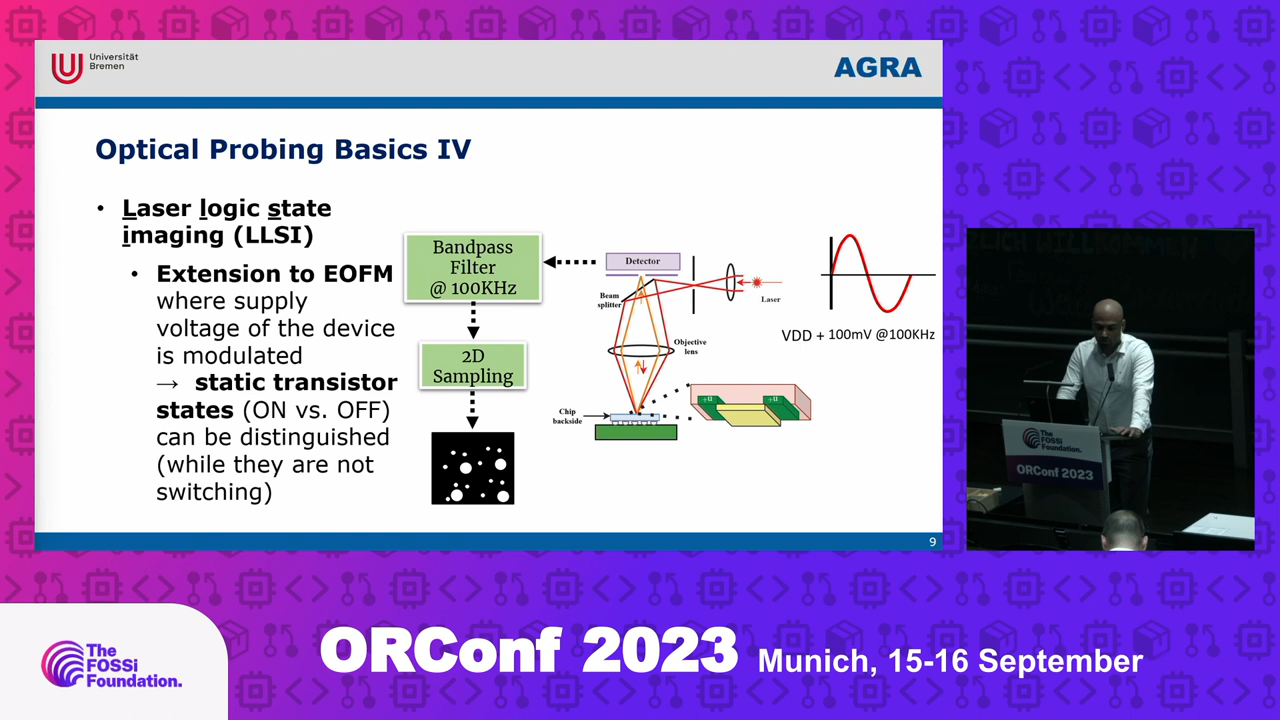 Universität
Bremen
AGRA
Optical Probing Basics IV
• Laser logic state
imaging (LLSI)
• Extension to EOFM
where supply
voltage of the device
is modulated
→ static transistor
states (ON vs. OFF)
can be distinguished
(while they are not
switching)
Bandpass
Filter
@ 100KHz
2D
Sampling
Detector
Beam
splitter
Laser
Objective
lens
Chip
backside
+u
+u
VDD + 100mV @100KHz
9
The
FOSSi
Foundation.
ORConf 2023
The
FOSSi
Foundation.
ORConf 2023 Munich, 15-16 September